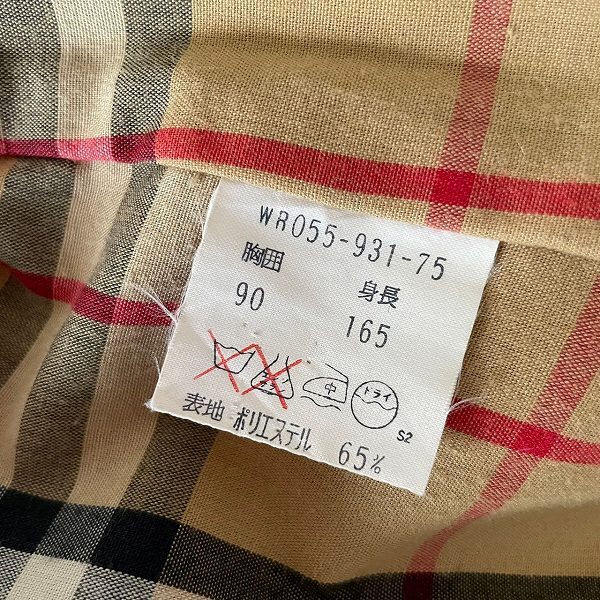 WR055-931-75
胸囲 身長
90 165
中 ドライ
S2
表地 ポリエステル 65%